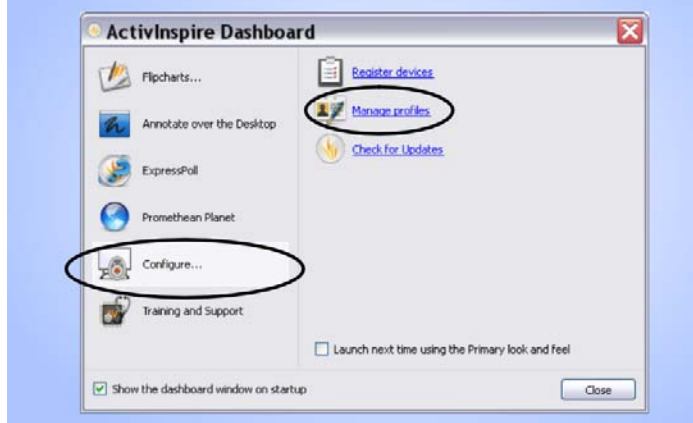 ActivInspire Dashboard
Flipcharts...
Annotate over the Desktop
ExpressPoll
Promethean Planet
Configure...
Training and Support
Register devices
Manage profiles
Check for Updates
Launch next time using the Primary look and feel
Show the dashboard window on startup
Close